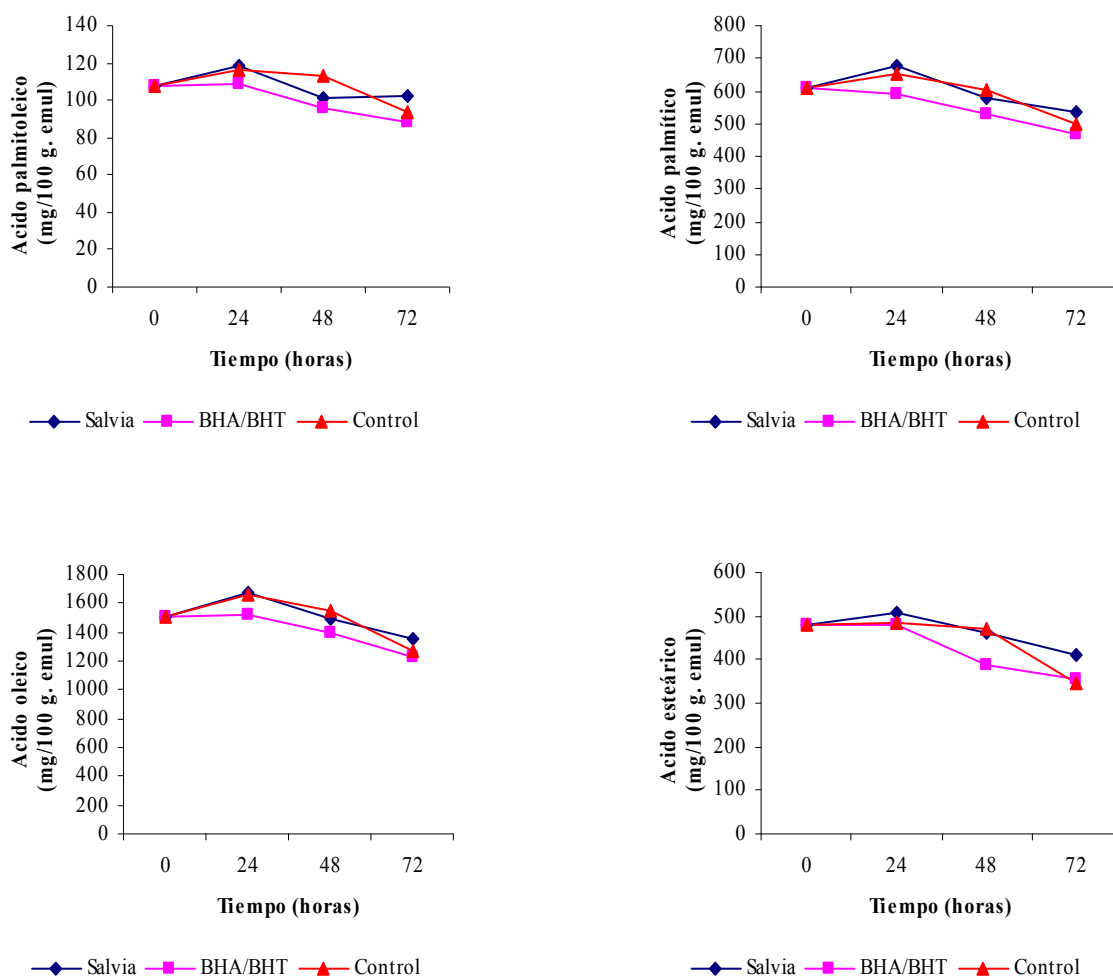 Acido palmitoleico
(mg/100 g. emul)
140
120
100
80
60
40
20
0
0 24 48 72
Tiempo (horas)
Salvia BHA/BHT Control
Acido palmítico
(mg/100 g. emul)
800
700
600
500
400
300
200
100
0
0 24 48 72
Tiempo (horas)
Salvia BHA/BHT Control
Acido oleico
(mg/100 g. emul)
1800
1600
1400
1200
1000
800
600
400
200
0
0 24 48 72
Tiempo (horas)
Salvia BHA/BHT Control
Acido esteárico
(mg/100 g. emul)
600
500
400
300
200
100
0
0 24 48 72
Tiempo (horas)
Salvia BHA/BHT Control